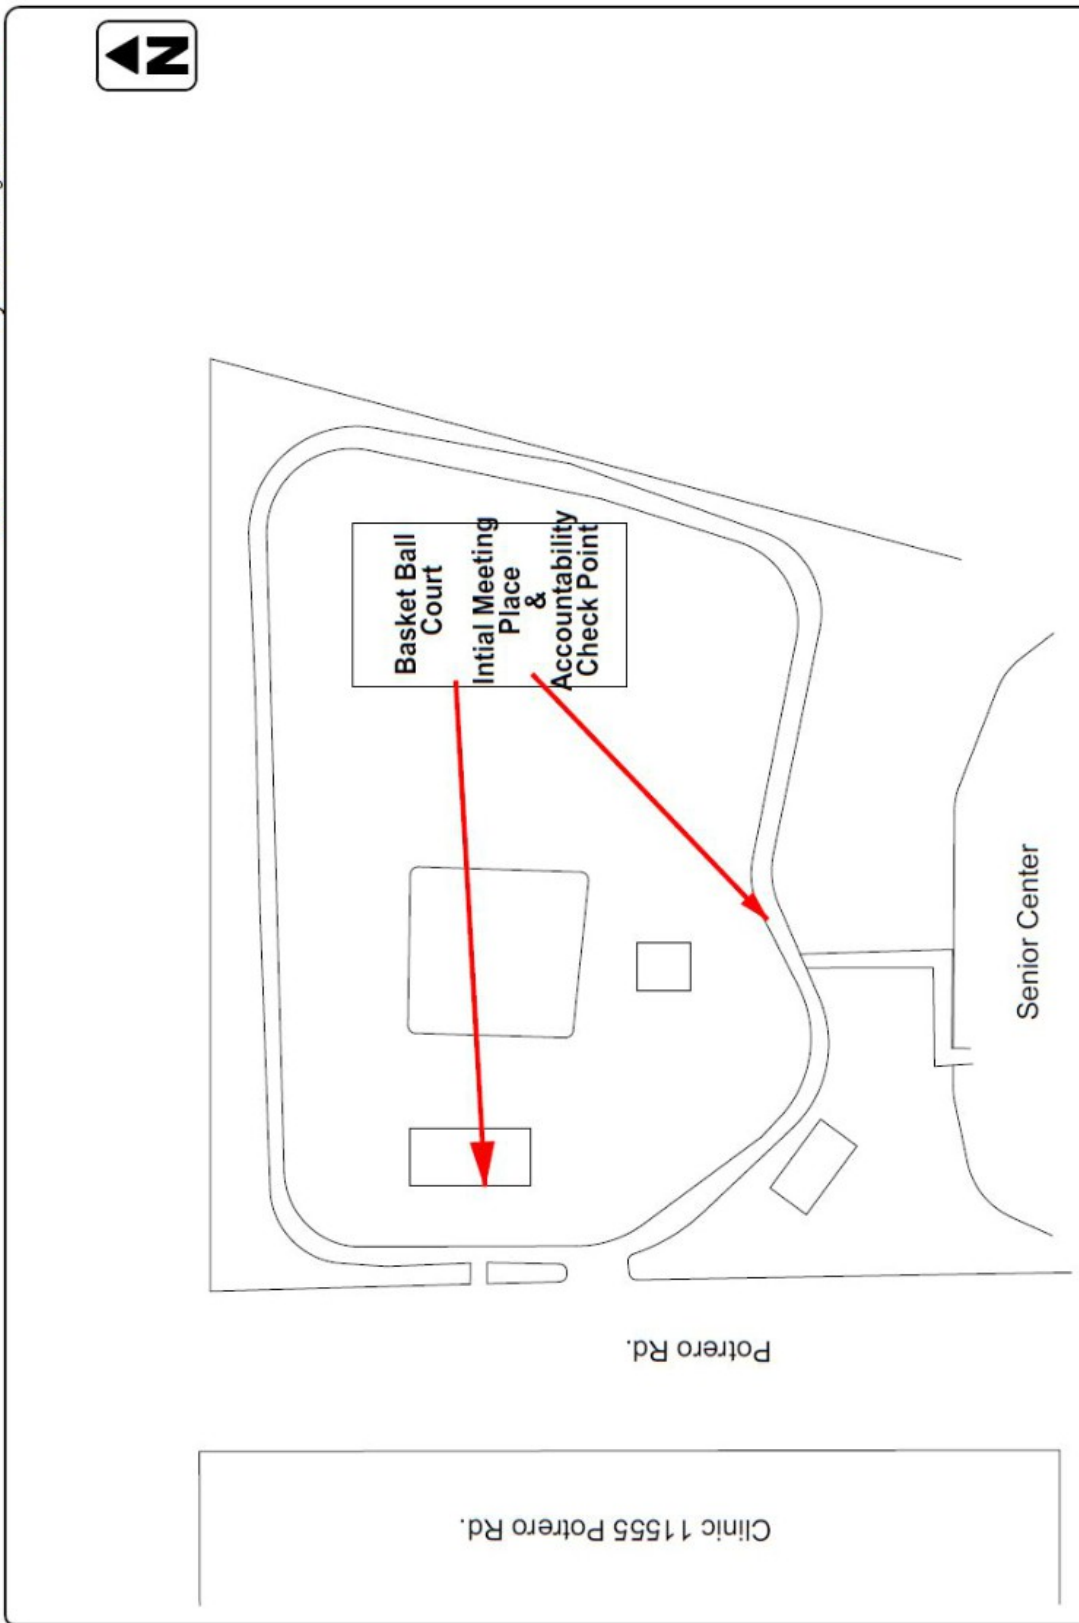 N
Basket Ball
Court
Intial Meeting
Place
&
Accountability
Check Point
Senior Center
Potrero Rd.
Clinic 11555 Potrero Rd.